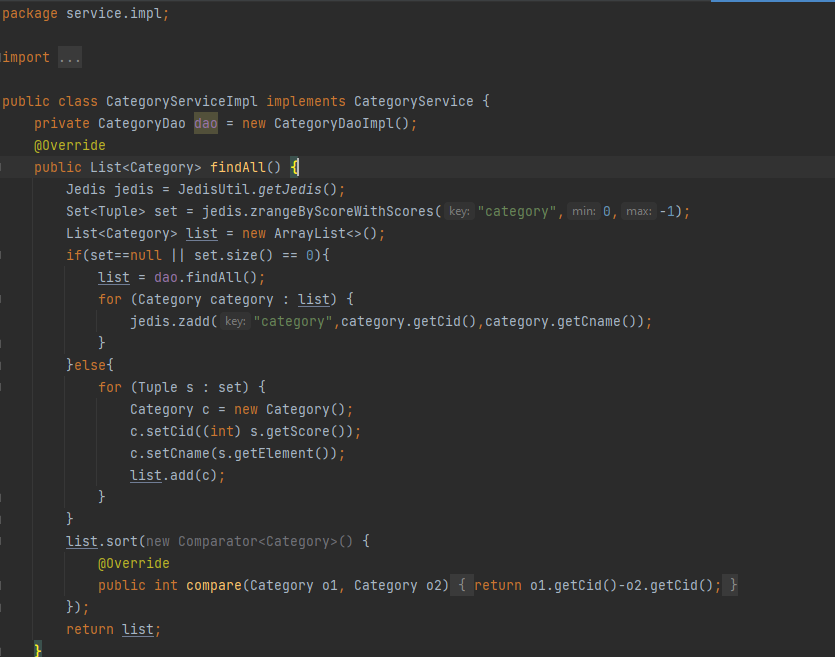 package service.impl;
import ...
public class CategoryServiceImpl implements CategoryService {
    private CategoryDao dao = new CategoryDaoImpl();
    @Override
    public List<Category> findAll() {
        Jedis jedis = JedisUtil.getJedis();
        Set<Tuple> set = jedis.zrangeByScoreWithScores( key: "category", min: 0, max: -1);
        List<Category> list = new ArrayList<>();
        if(set==null || set.size() == 0){
            list = dao.findAll();
            for (Category category : list) {
                jedis.zadd( key: "category",category.getCid(),category.getCname());
            }
        }else{
            for (Tuple s : set) {
                Category c = new Category();
                c.setCid((int) s.getScore());
                c.setCname(s.getElement());
                list.add(c);
            }
        }
        list.sort(new Comparator<Category>() {
            @Override
            public int compare(Category o1, Category o2) { return o1.getCid()-o2.getCid(); }
        });
        return list;
    }